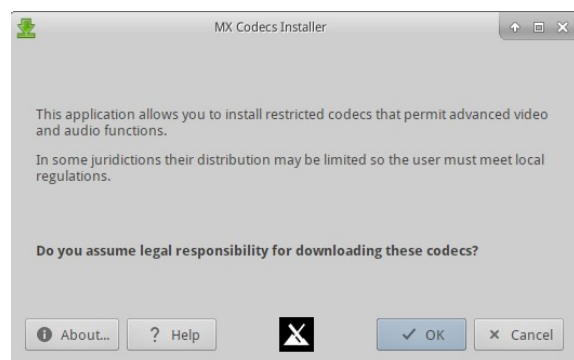 MX Codecs Installer
This application allows you to install restricted codecs that permit advanced video
and audio functions.
In some juridictions their distribution may be limited so the user must meet local
regulations.
Do you assume legal responsibility for downloading these codecs?
About... ? Help OK Cancel